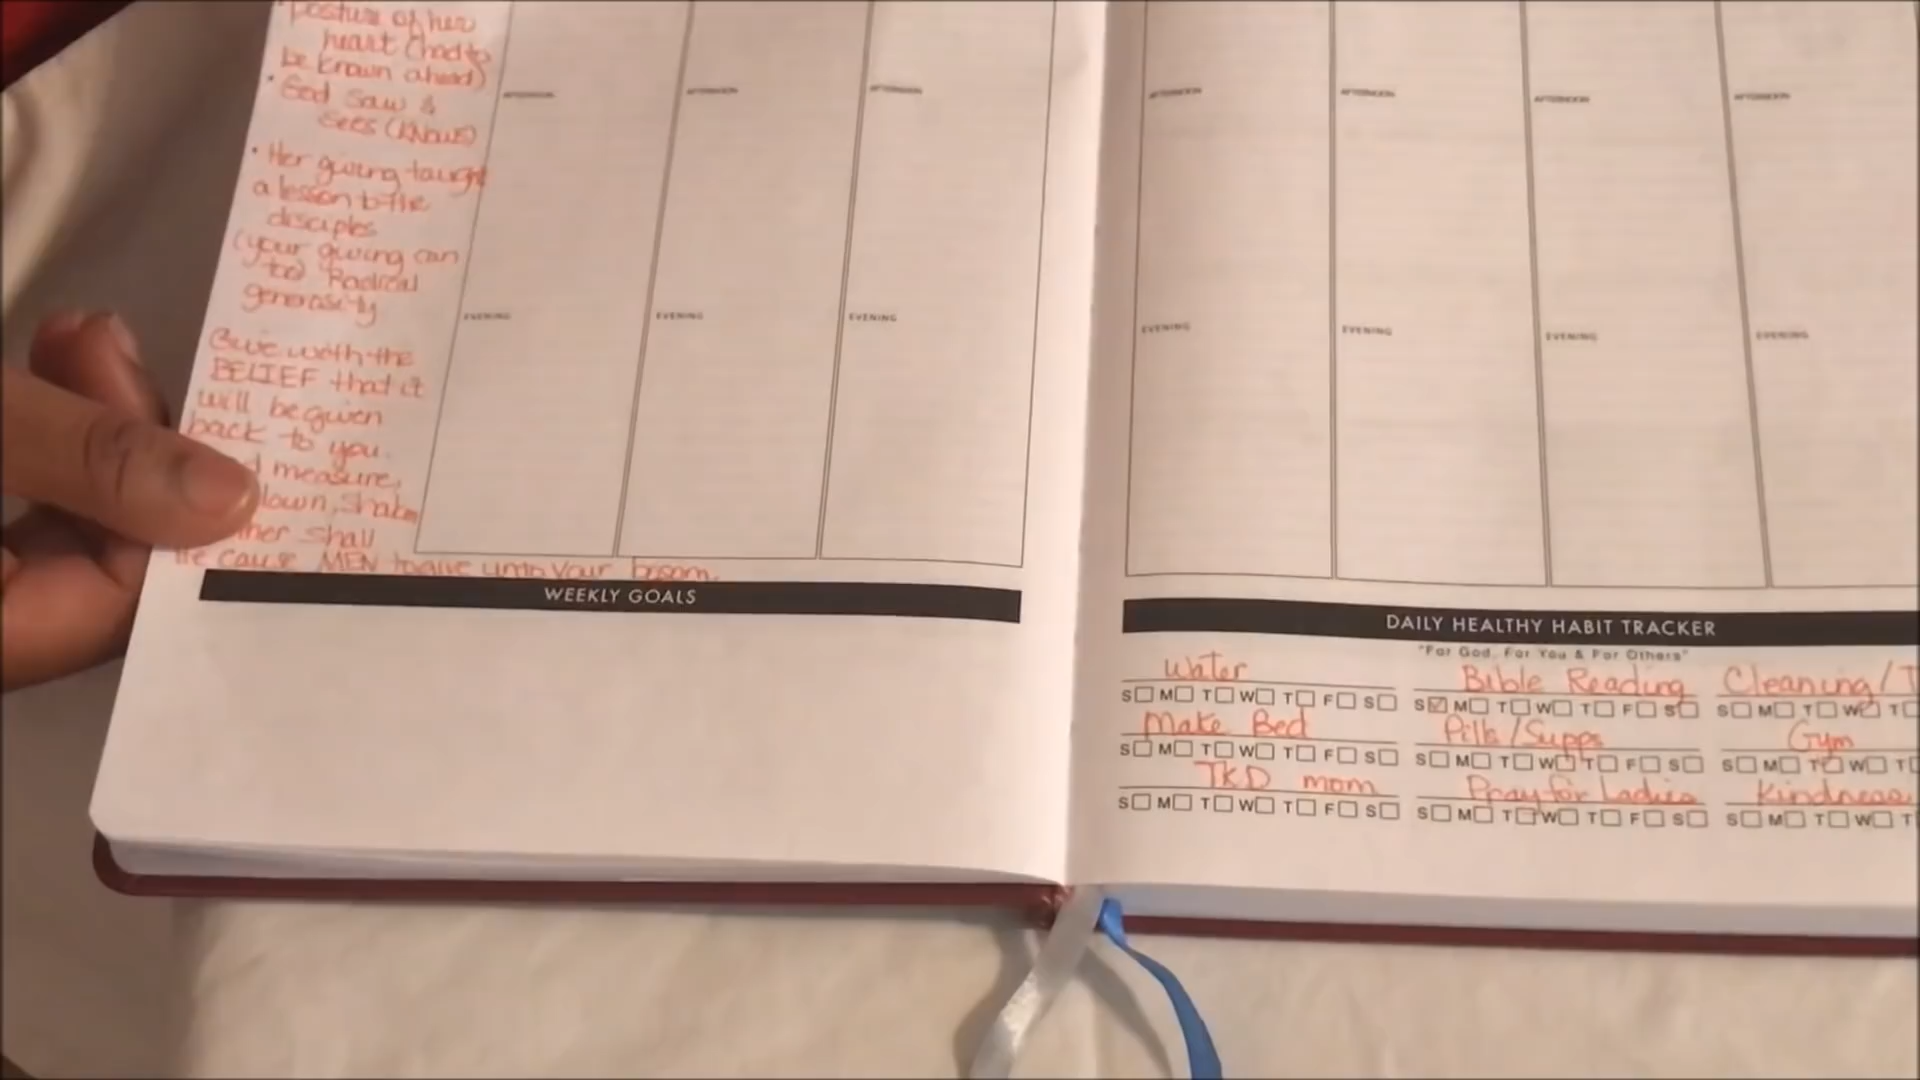 Posture of her
heart (had to
be known ahead)
• God saw &
sees (knows)
• Her giving taught
a lesson to the
disciples
(your giving can
Radical
generosity
Give with the
BELIEF that it
will be given
back to you.
measure,
down, shaken
shall
He cause MEN to give unto your bosom
AFTERNOON AFTERNOON AFTERNOON
EVENING EVENING EVENING
WEEKLY GOALS
AFTERNOON AFTERNOON AFTERNOON AFTERNOON
EVENING EVENING EVENING EVENING
DAILY HEALTHY HABIT TRACKER
"For God, For You & For Others"
Water Bible Reading Cleaning/T
S M T W T F S S M T W T F S S M T W T
Make Bed Pills/Supps Gym
S M T W T F S S M T W T F S S M T W T
TKD mom Pray for Ladies Kindness
S M T W T F S S M T W T F S S M T W T